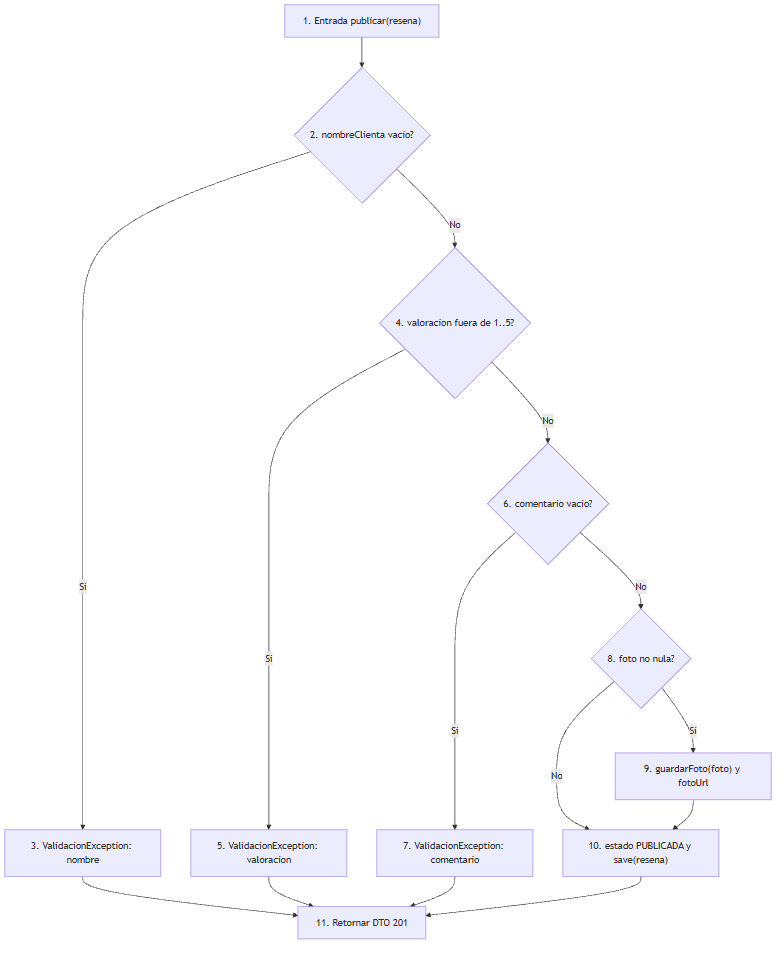 1. Entrada publicar(resena)
2. nombreClienta vacio?
No
4. valoracion fuera de 1..5?
No
6. comentario vacio?
Si
No
8. foto no nula?
Si
Si
Si
No
9. guardarFoto(foto) y
fotoUrl
3. ValidacionException:
nombre
5. ValidacionException:
valoracion
7. ValidacionException:
comentario
10. estado PUBLICADA y
save(resena)
11. Retornar DTO 201